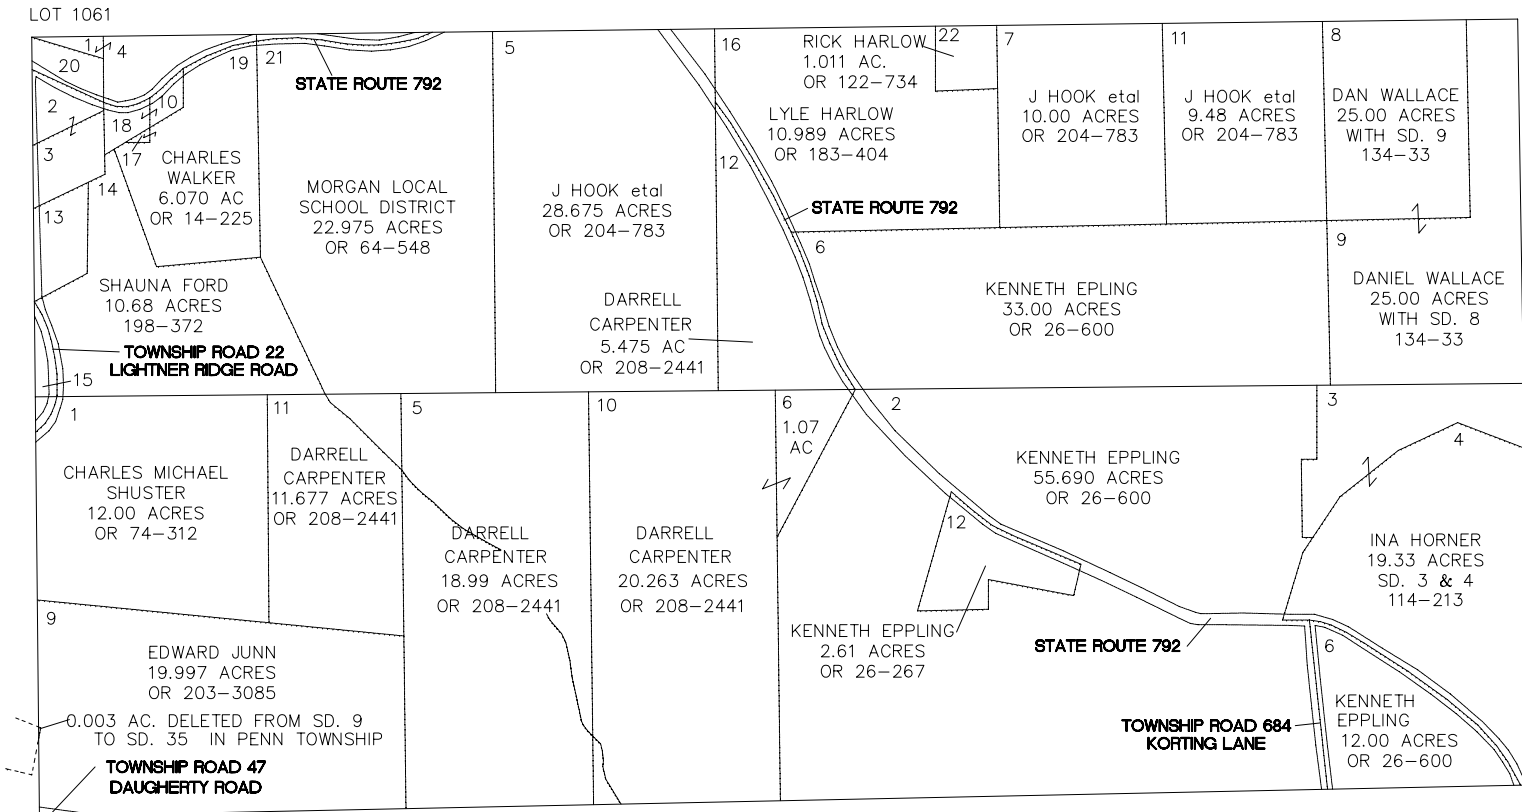 LOT 1061
1
4
20
19
21
STATE ROUTE 792
2
18
10
3
17
14
13
CHARLES
WALKER
6.070 AC
OR 14-225
MORGAN LOCAL
SCHOOL DISTRICT
22.975 ACRES
OR 64-548
5
J HOOK etal
28.675 ACRES
OR 204-783
16
RICK HARLOW
1.011 AC.
OR 122-734
22
LYLE HARLOW
10.989 ACRES
OR 183-404
12
STATE ROUTE 792
7
J HOOK etal
10.00 ACRES
OR 204-783
11
J HOOK etal
9.48 ACRES
OR 204-783
8
DAN WALLACE
25.00 ACRES
WITH SD. 9
134-33
SHAUNA FORD
10.68 ACRES
198-372
TOWNSHIP ROAD 22
LIGHTNER RIDGE ROAD
15
DARRELL
CARPENTER
5.475 AC
OR 208-2441
6
KENNETH EPLING
33.00 ACRES
OR 26-600
9
DANIEL WALLACE
25.00 ACRES
WITH SD. 8
134-33
1
CHARLES MICHAEL
SHUSTER
12.00 ACRES
OR 74-312
11
DARRELL
CARPENTER
11.677 ACRES
OR 208-2441
5
DARRELL
CARPENTER
18.99 ACRES
OR 208-2441
10
DARRELL
CARPENTER
20.263 ACRES
OR 208-2441
6
1.07
AC
2
KENNETH EPPLING
55.690 ACRES
OR 26-600
12
KENNETH EPPLING
2.61 ACRES
OR 26-267
STATE ROUTE 792
3
4
INA HORNER
19.33 ACRES
SD. 3 & 4
114-213
9
EDWARD JUNN
19.997 ACRES
OR 203-3085
0.003 AC. DELETED FROM SD. 9
TO SD. 35 IN PENN TOWNSHIP
TOWNSHIP ROAD 47
DAUGHERTY ROAD
TOWNSHIP ROAD 684
KORTING LANE
6
KENNETH
EPPLING
12.00 ACRES
OR 26-600